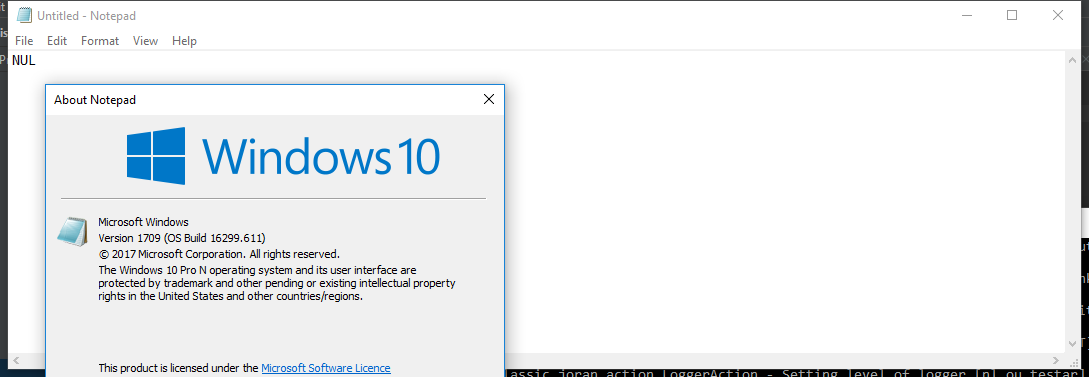 Untitled - Notepad
File Edit Format View Help
NUL
About Notepad
Windows 10
Microsoft Windows
Version 1709 (OS Build 16299.611)
© 2017 Microsoft Corporation. All rights reserved.
The Windows 10 Pro N operating system and its user interface are
protected by trademark and other pending or existing intellectual property
rights in the United States and other countries/regions.
This product is licensed under the Microsoft Software Licence
assic.joran.action.LoggerAction - Setting level of logger [n] ou testar